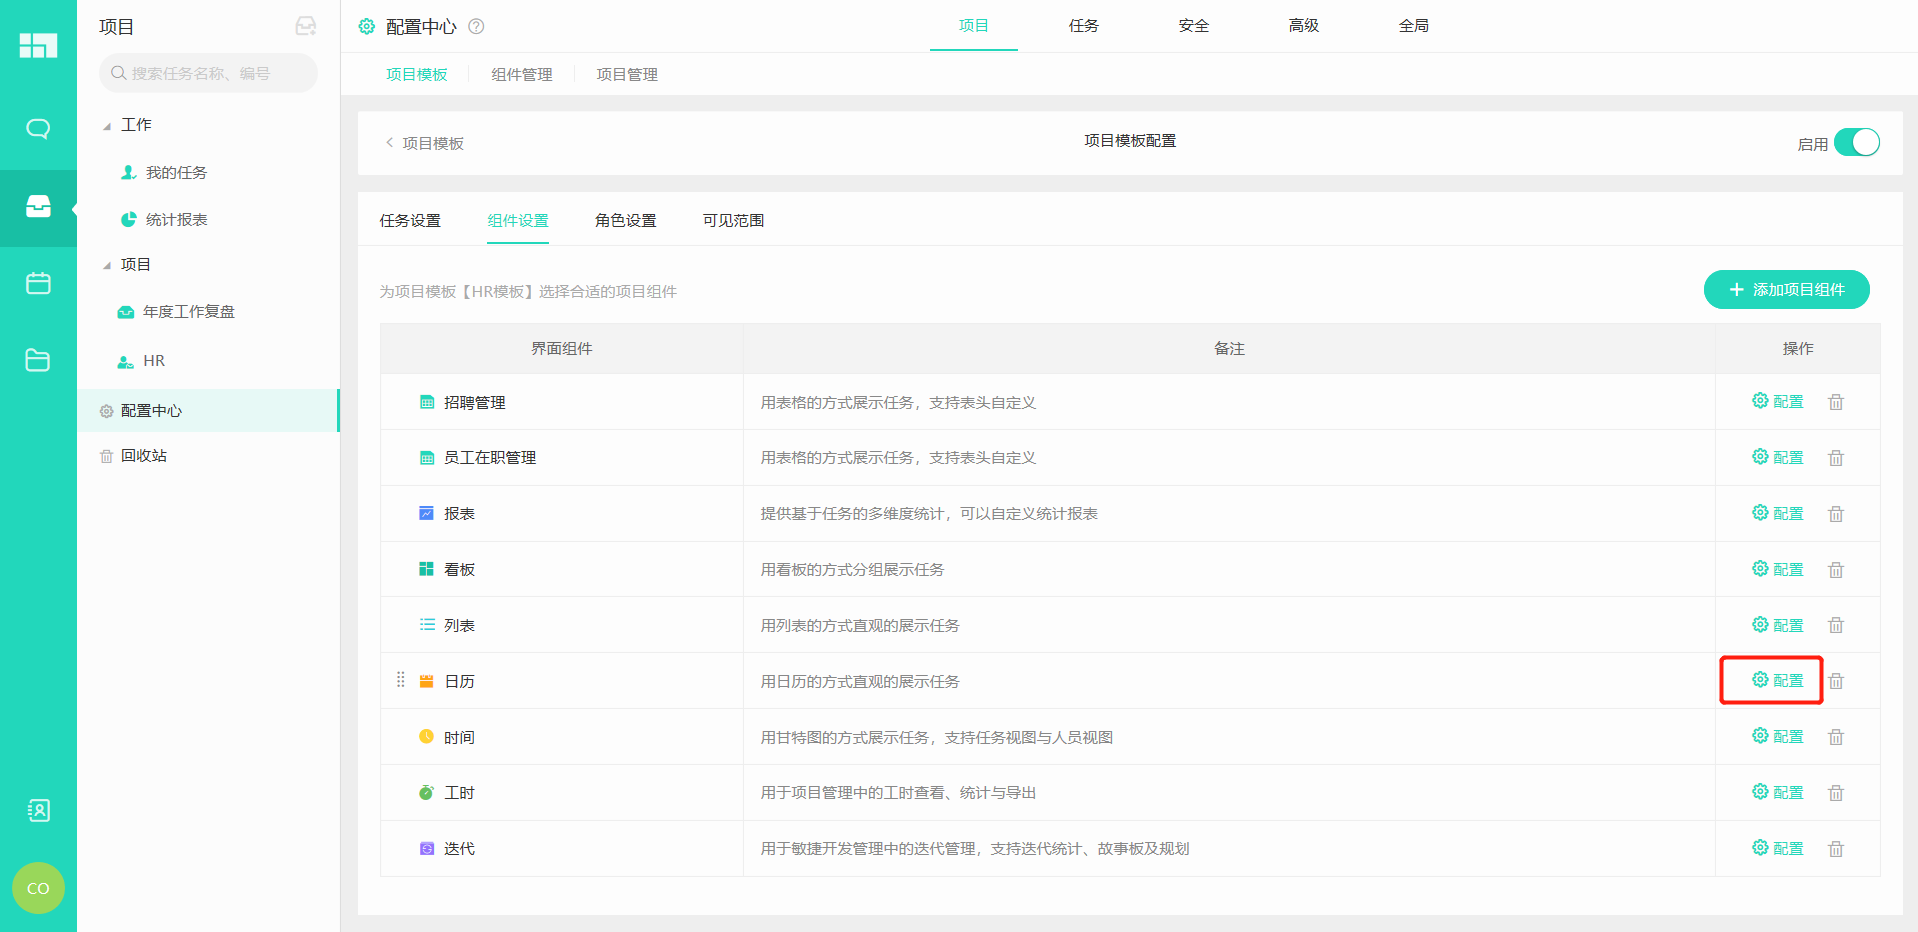 项目
搜索任务名称、编号
工作
我的任务
统计报表
项目
年度工作复盘
HR
配置中心
回收站
CO
配置中心
项目 任务 安全 高级 全局
项目模板 组件管理 项目管理
项目模板 项目模板配置 启用
任务设置 组件设置 角色设置 可见范围
为项目模板【HR模板】选择合适的项目组件 添加项目组件
界面组件 备注 操作
招聘管理 用表格的方式展示任务，支持表头自定义 配置
员工在职管理 用表格的方式展示任务，支持表头自定义 配置
报表 提供基于任务的多维度统计，可以自定义统计报表 配置
看板 用看板的方式分组展示任务 配置
列表 用列表的方式直观的展示任务 配置
日历 用日历的方式直观的展示任务 配置
时间 用甘特图的方式展示任务，支持任务视图与人员视图 配置
工时 用于项目管理中的工时查看、统计与导出 配置
迭代 用于敏捷开发管理中的迭代管理，支持迭代统计、故事板及规划 配置